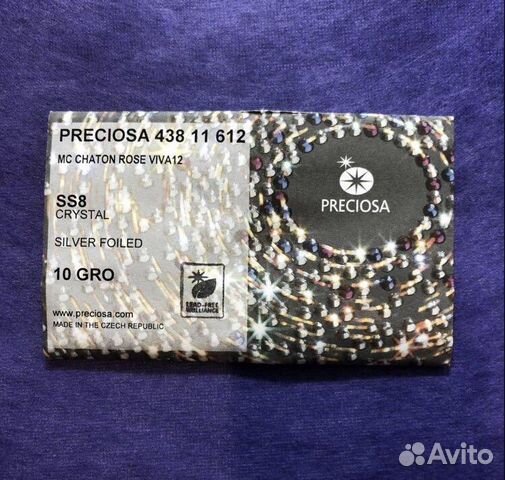 PRECIOSA 438 11 612
MC CHATON ROSE VIVA12
SS8
CRYSTAL
SILVER FOILED
10 GRO
LEAD-FREE
BRILLIANCE
www.preciosa.com
MADE IN THE CZECH REPUBLIC
PRECIOSA
Avito